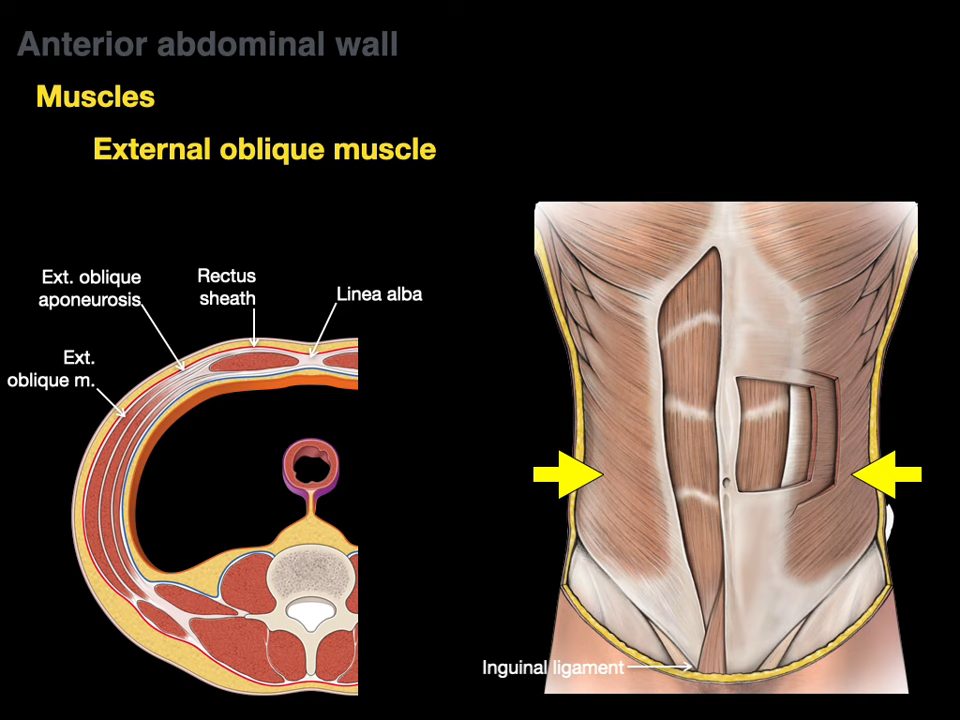 Anterior abdominal wall
Muscles
External oblique muscle
Ext. oblique
aponeurosis
Rectus
sheath
Linea alba
Ext.
oblique m.
Inguinal ligament